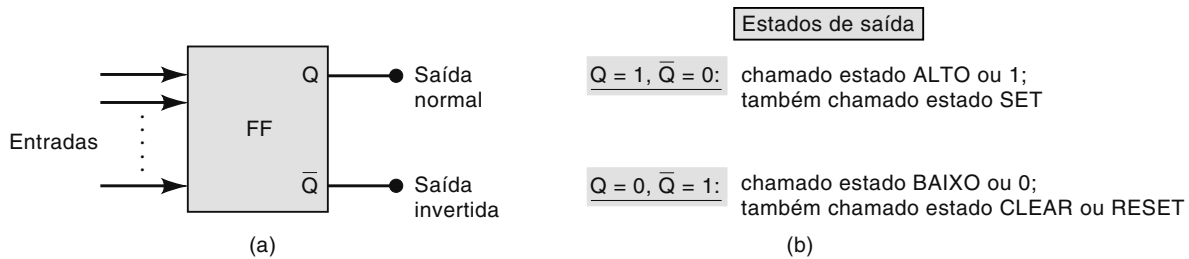 Entradas
FF
Q
Q̅
Saída
normal
Saída
invertida
(a)
Estados de saída
Q = 1, Q̅ = 0:
chamado estado ALTO ou 1;
também chamado estado SET
Q = 0, Q̅ = 1:
chamado estado BAIXO ou 0;
também chamado estado CLEAR ou RESET
(b)